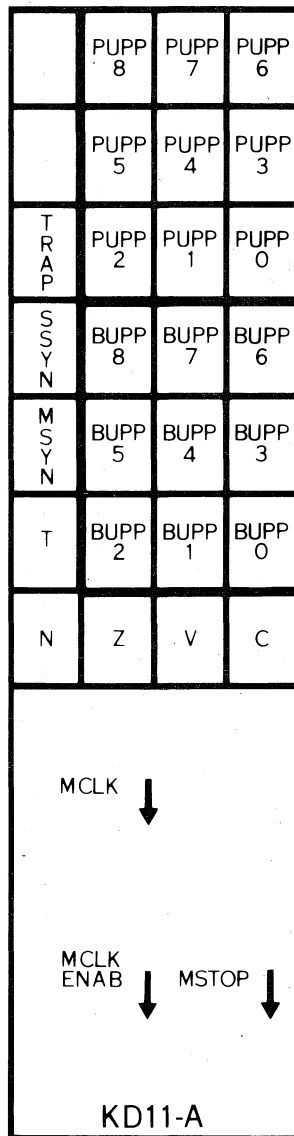 PUPP 8 PUPP 7 PUPP 6
PUPP 5 PUPP 4 PUPP 3
TRAP PUPP 2 PUPP 1 PUPP 0
SSYN BUPP 8 BUPP 7 BUPP 6
MSYN BUPP 5 BUPP 4 BUPP 3
T BUPP 2 BUPP 1 BUPP 0
N Z V C
MCLK
MCLK
ENAB MSTOP
KD11-A